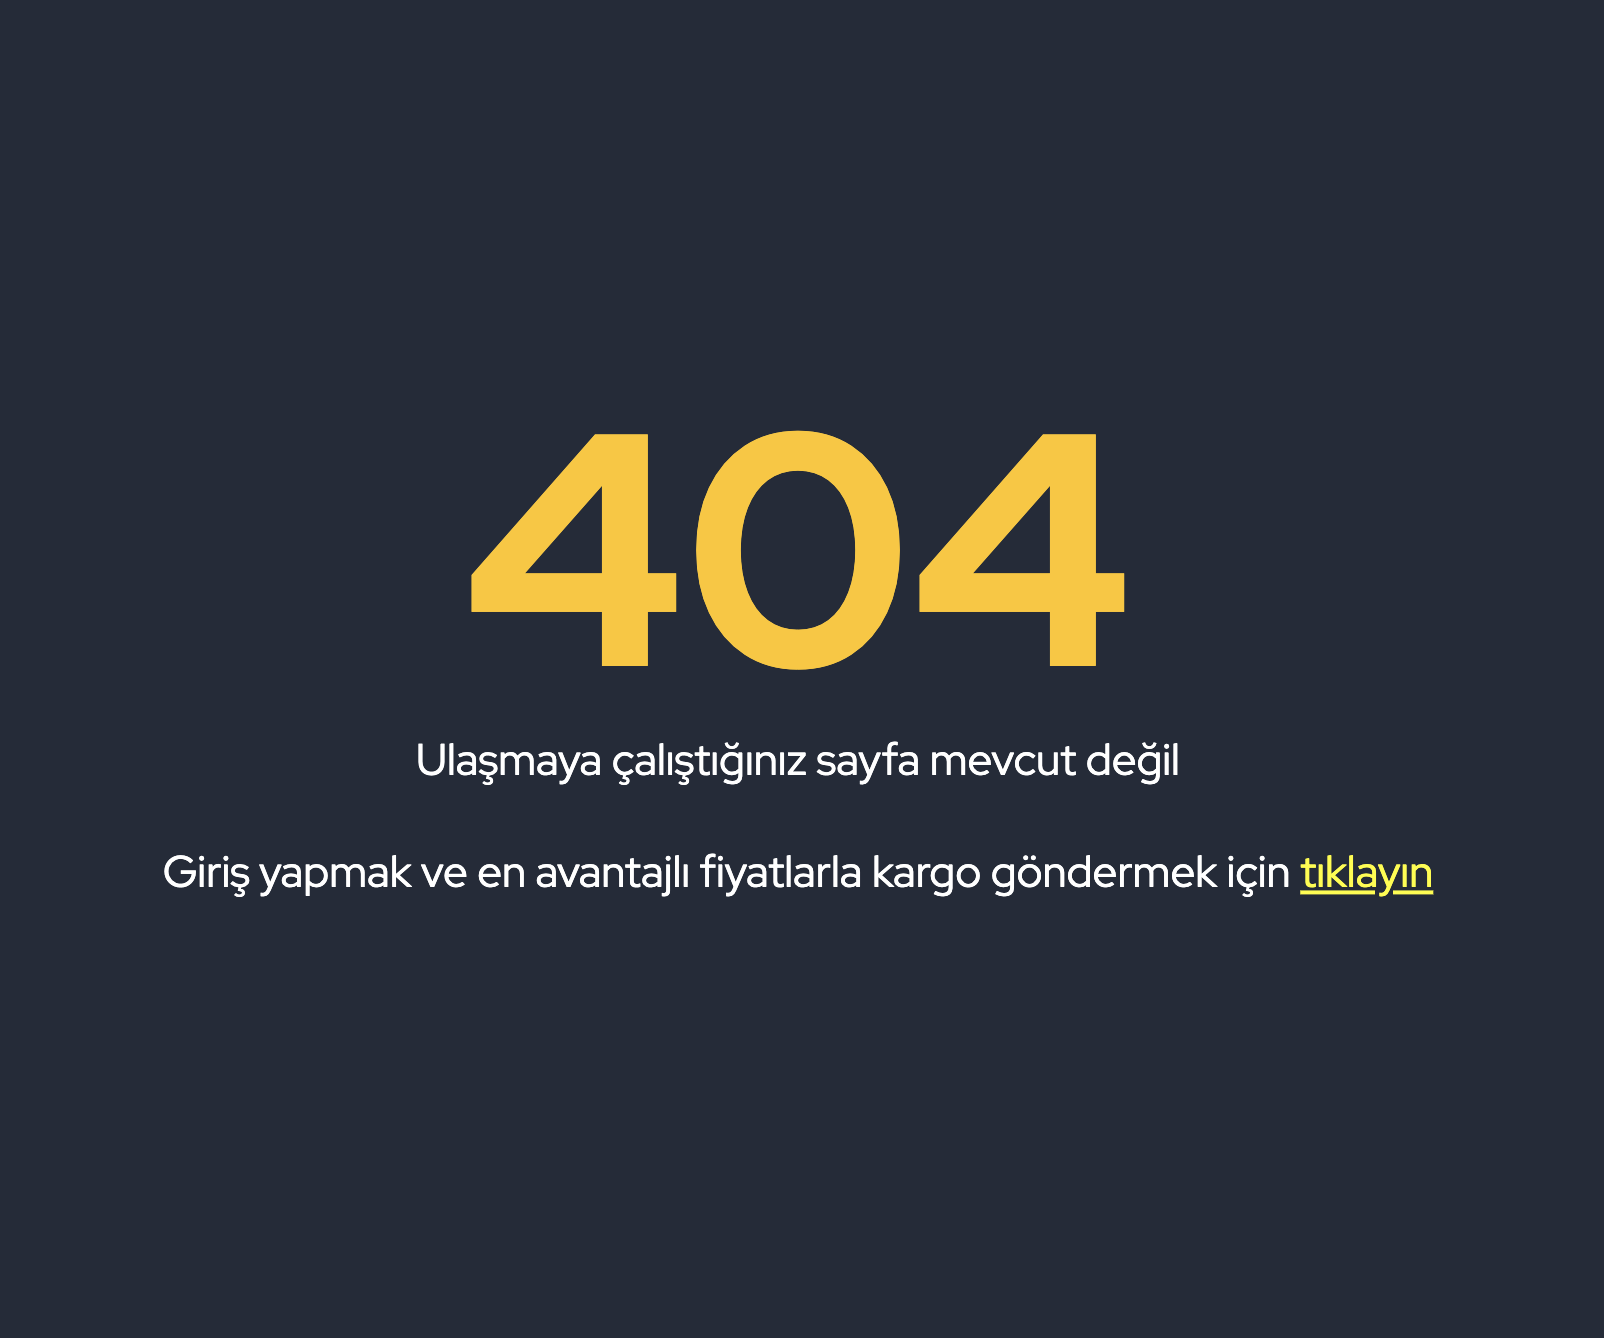 404
Ulaşmaya çalıştığınız sayfa mevcut değil
Giriş yapmak ve en avantajlı fiyatlarla kargo göndermek için tıklayın